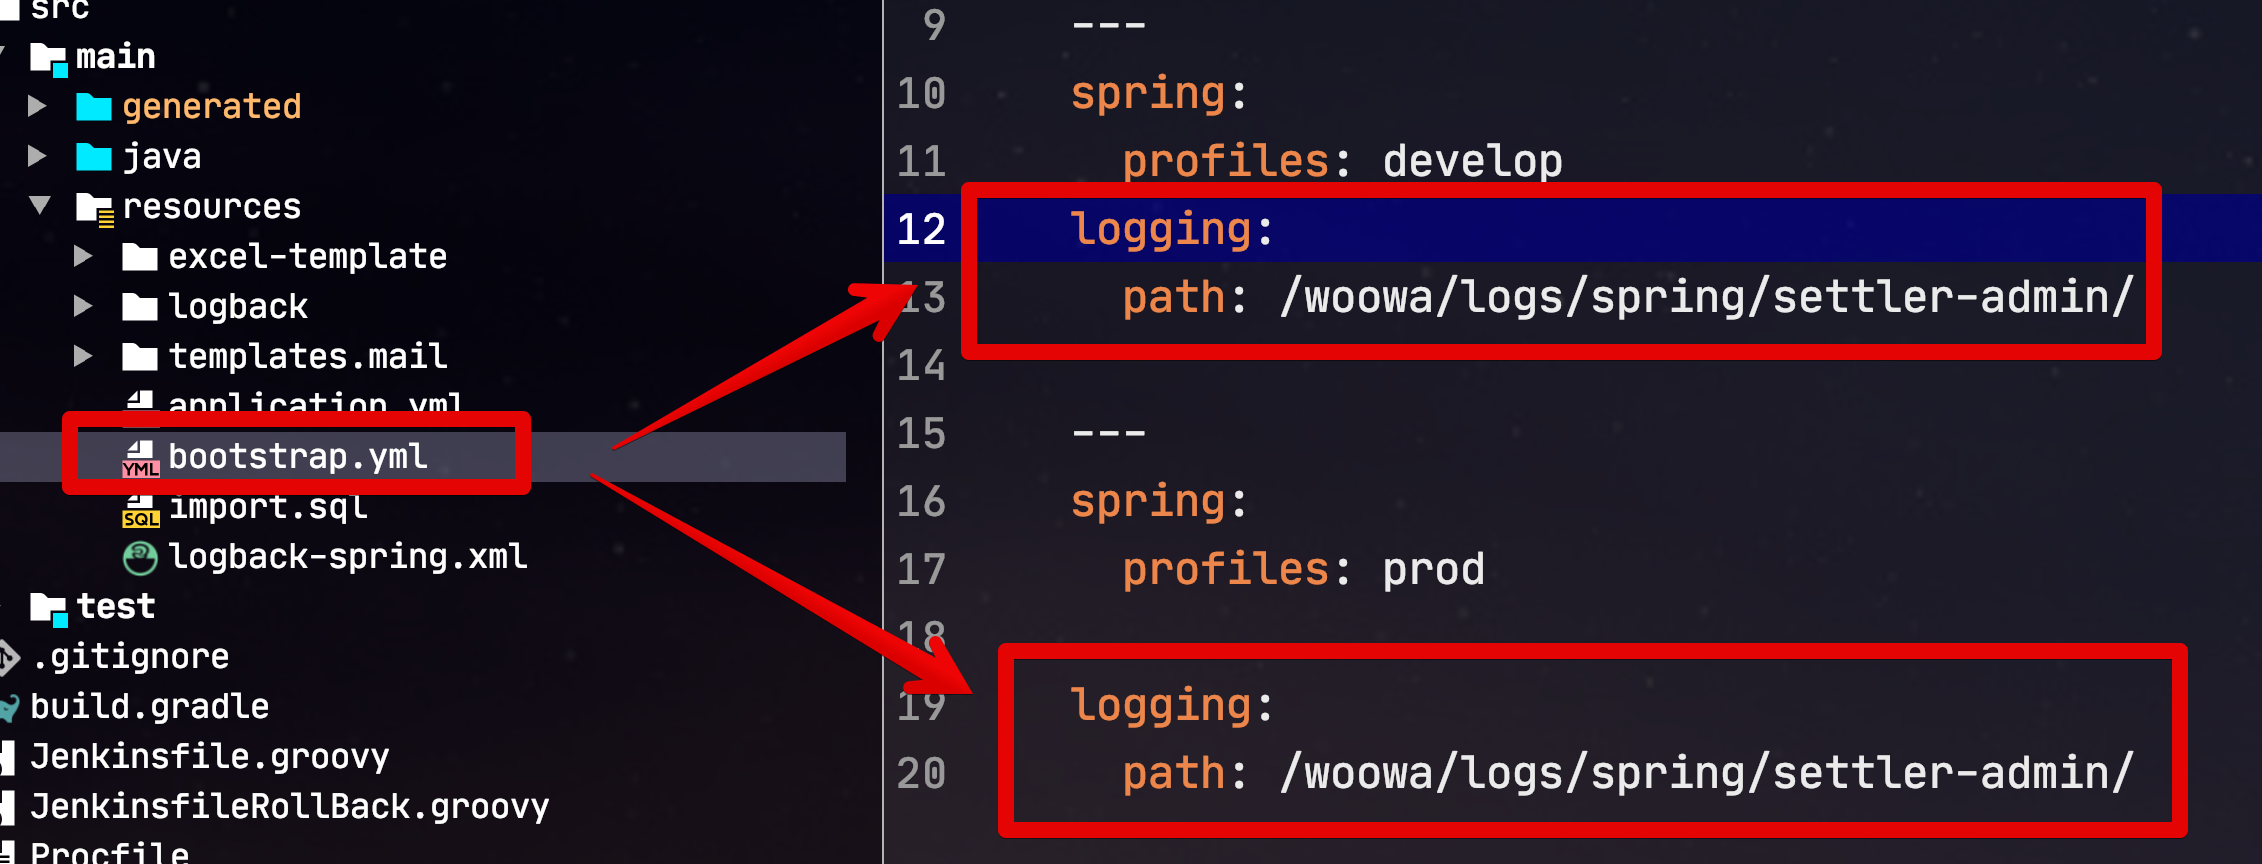 src
main
generated
java
resources
excel-template
logback
templates.mail
application.yml
YML bootstrap.yml
SQL import.sql
logback-spring.xml
test
.gitignore
build.gradle
Jenkinsfile.groovy
JenkinsfileRollBack.groovy
Procfile
9 ---
10 spring:
11 profiles: develop
12 logging:
13 path: /woowa/logs/spring/settler-admin/
14
15 ---
16 spring:
17 profiles: prod
18
19 logging:
20 path: /woowa/logs/spring/settler-admin/